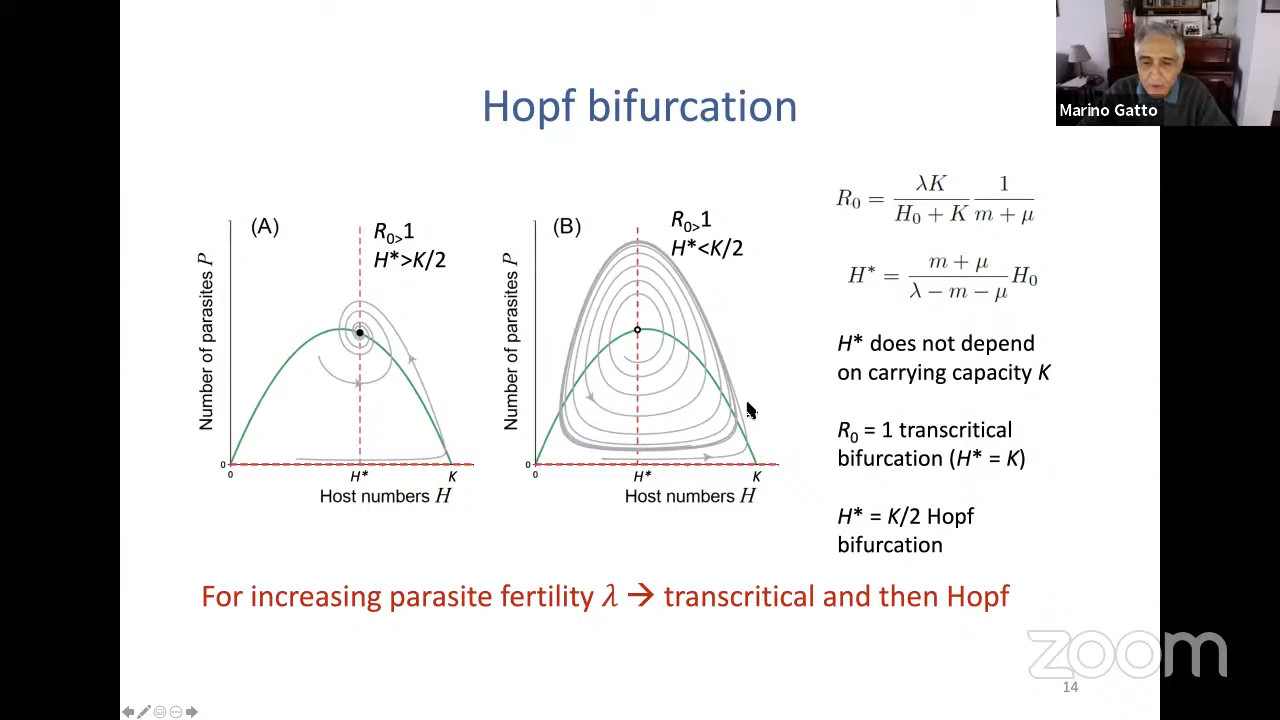 Marino Gatto
Hopf bifurcation
(A)
R0>1
H*>K/2
Number of parasites P
0
0
H*
K
Host numbers H
(B)
R0>1
H*<K/2
Number of parasites P
0
0
H*
K
Host numbers H
R0 = λK / (H0 + K) 1 / (m + μ)
H* = (m + μ) / (λ − m − μ) H0
H* does not depend
on carrying capacity K
R0 = 1 transcritical
bifurcation (H* = K)
H* = K/2 Hopf
bifurcation
For increasing parasite fertility λ → transcritical and then Hopf
zoom
14